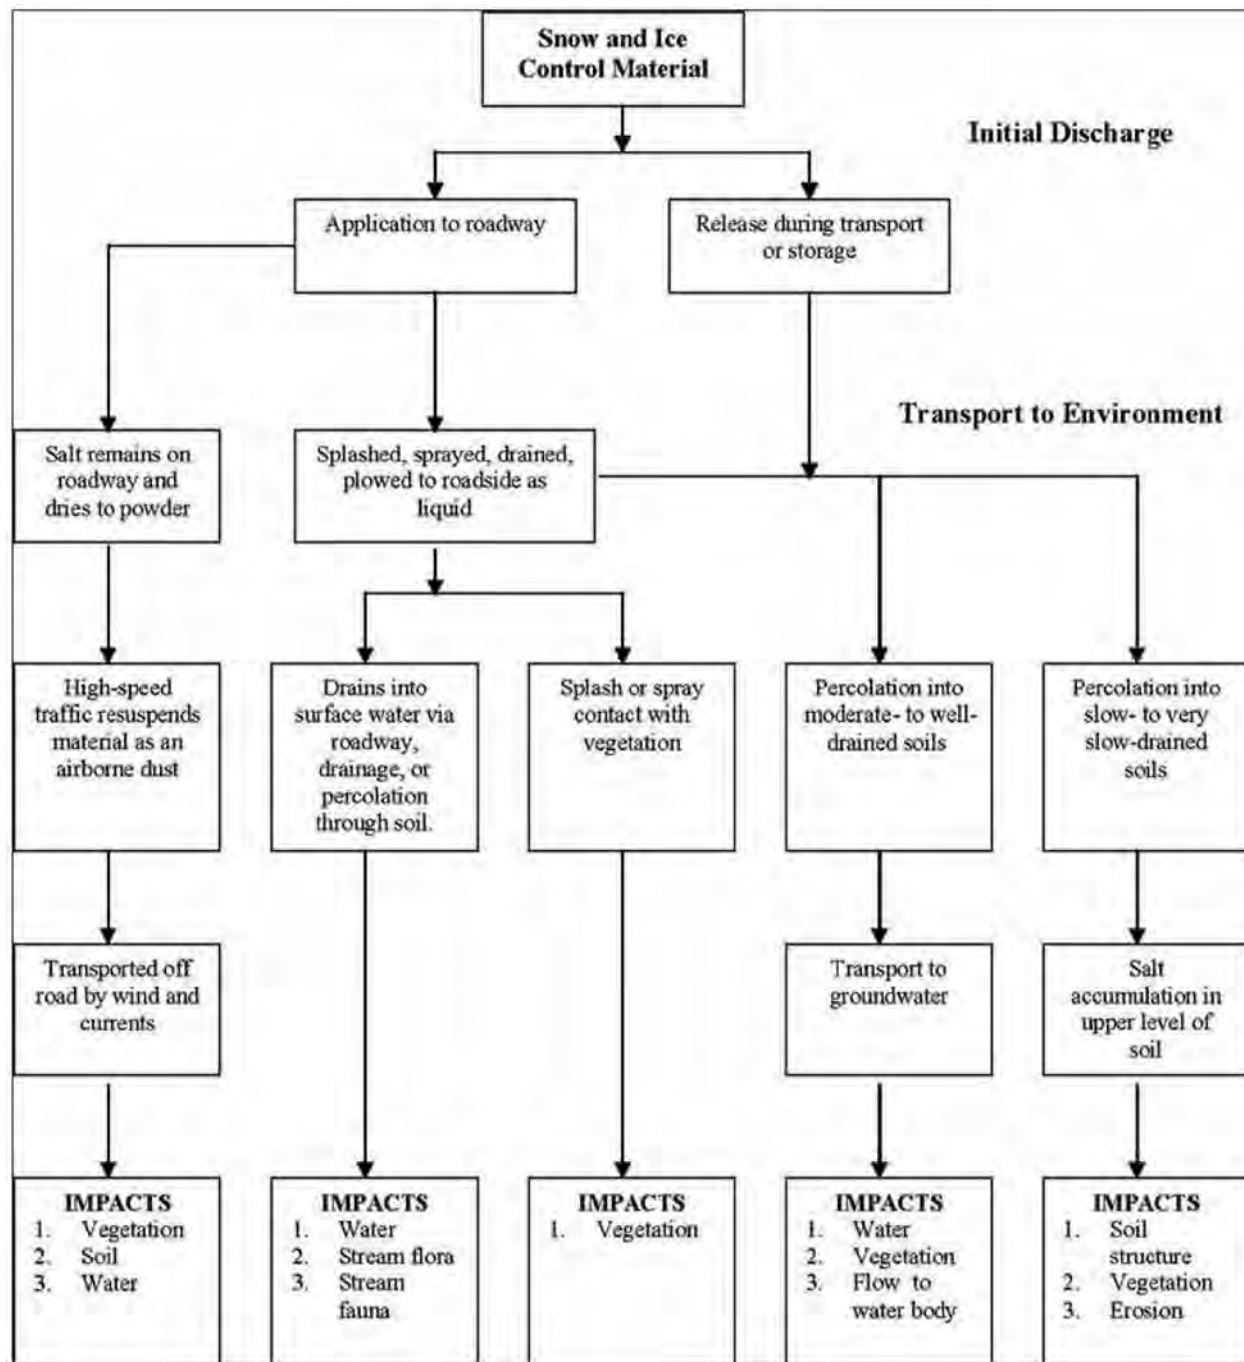 Snow and Ice
Control Material
Initial Discharge
Application to roadway
Release during transport
or storage
Transport to Environment
Salt remains on
roadway and
dries to powder
Splashed, sprayed, drained,
plowed to roadside as
liquid
High-speed
traffic resuspends
material as an
airborne dust
Drains into
surface water via
roadway,
drainage, or
percolation
through soil.
Splash or spray
contact with
vegetation
Percolation into
moderate- to well-
drained soils
Percolation into
slow- to very
slow-drained
soils
Transported off
road by wind and
currents
Transport to
groundwater
Salt
accumulation in
upper level of
soil
IMPACTS
1. Vegetation
2. Soil
3. Water
IMPACTS
1. Water
2. Stream flora
3. Stream
fauna
IMPACTS
1. Vegetation
IMPACTS
1. Water
2. Vegetation
3. Flow to
water body
IMPACTS
1. Soil
structure
2. Vegetation
3. Erosion